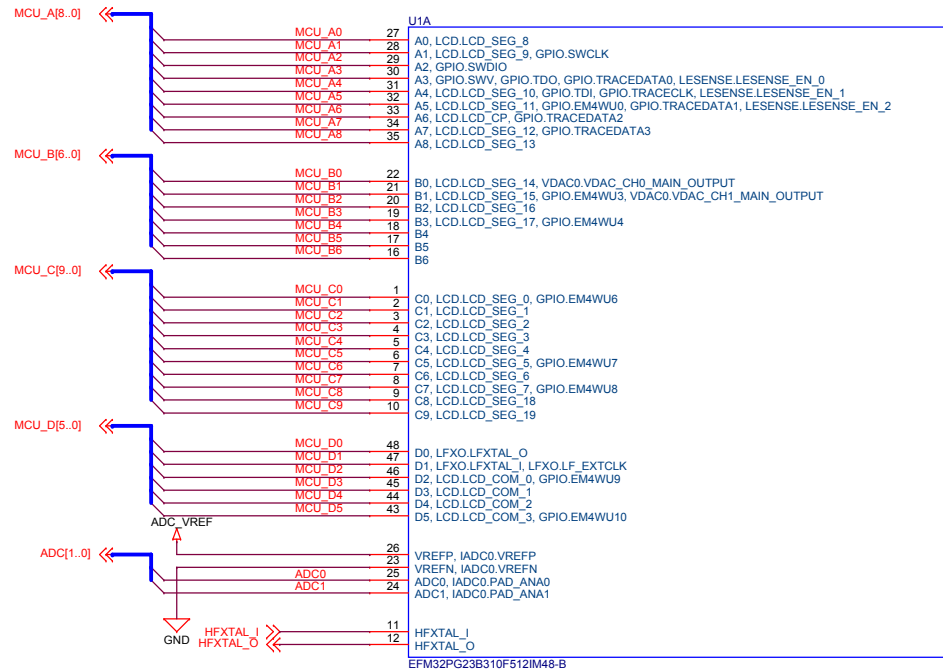 MCU_A[8..0]
U1A
MCU_A0 27 A0, LCD.LCD_SEG_8
MCU_A1 28 A1, LCD.LCD_SEG_9, GPIO.SWCLK
MCU_A2 29 A2, GPIO.SWDIO
MCU_A3 30 A3, GPIO.SWV, GPIO.TDO, GPIO.TRACEDATA0, LESENSE.LESENSE_EN_0
MCU_A4 31 A4, LCD.LCD_SEG_10, GPIO.TDI, GPIO.TRACECLK, LESENSE.LESENSE_EN_1
MCU_A5 32 A5, LCD.LCD_SEG_11, GPIO.EM4WU0, GPIO.TRACEDATA1, LESENSE.LESENSE_EN_2
MCU_A6 33 A6, LCD.LCD_CP, GPIO.TRACEDATA2
MCU_A7 34 A7, LCD.LCD_SEG_12, GPIO.TRACEDATA3
MCU_A8 35 A8, LCD.LCD_SEG_13
MCU_B[6..0]
MCU_B0 22 B0, LCD.LCD_SEG_14, VDAC0.VDAC_CH0_MAIN_OUTPUT
MCU_B1 21 B1, LCD.LCD_SEG_15, GPIO.EM4WU3, VDAC0.VDAC_CH1_MAIN_OUTPUT
MCU_B2 20 B2, LCD.LCD_SEG_16
MCU_B3 19 B3, LCD.LCD_SEG_17, GPIO.EM4WU4
MCU_B4 18 B4
MCU_B5 17 B5
MCU_B6 16 B6
MCU_C[9..0]
MCU_C0 1 C0, LCD.LCD_SEG_0, GPIO.EM4WU6
MCU_C1 2 C1, LCD.LCD_SEG_1
MCU_C2 3 C2, LCD.LCD_SEG_2
MCU_C3 4 C3, LCD.LCD_SEG_3
MCU_C4 5 C4, LCD.LCD_SEG_4
MCU_C5 6 C5, LCD.LCD_SEG_5, GPIO.EM4WU7
MCU_C6 7 C6, LCD.LCD_SEG_6
MCU_C7 8 C7, LCD.LCD_SEG_7, GPIO.EM4WU8
MCU_C8 9 C8, LCD.LCD_SEG_18
MCU_C9 10 C9, LCD.LCD_SEG_19
MCU_D[5..0]
MCU_D0 48 D0, LFXO.LFXTAL_O
MCU_D1 47 D1, LFXO.LFXTAL_I, LFXO.LF_EXTCLK
MCU_D2 46 D2, LCD.LCD_COM_0, GPIO.EM4WU9
MCU_D3 45 D3, LCD.LCD_COM_1
MCU_D4 44 D4, LCD.LCD_COM_2
MCU_D5 43 D5, LCD.LCD_COM_3, GPIO.EM4WU10
ADC_VREF
ADC[1..0]
26 VREFP, IADC0.VREFP
23 VREFN, IADC0.VREFN
ADC0 25 ADC0, IADC0.PAD_ANA0
ADC1 24 ADC1, IADC0.PAD_ANA1
GND
HFXTAL_I 11 HFXTAL_I
HFXTAL_O 12 HFXTAL_O
EFM32PG23B310F512IM48-B